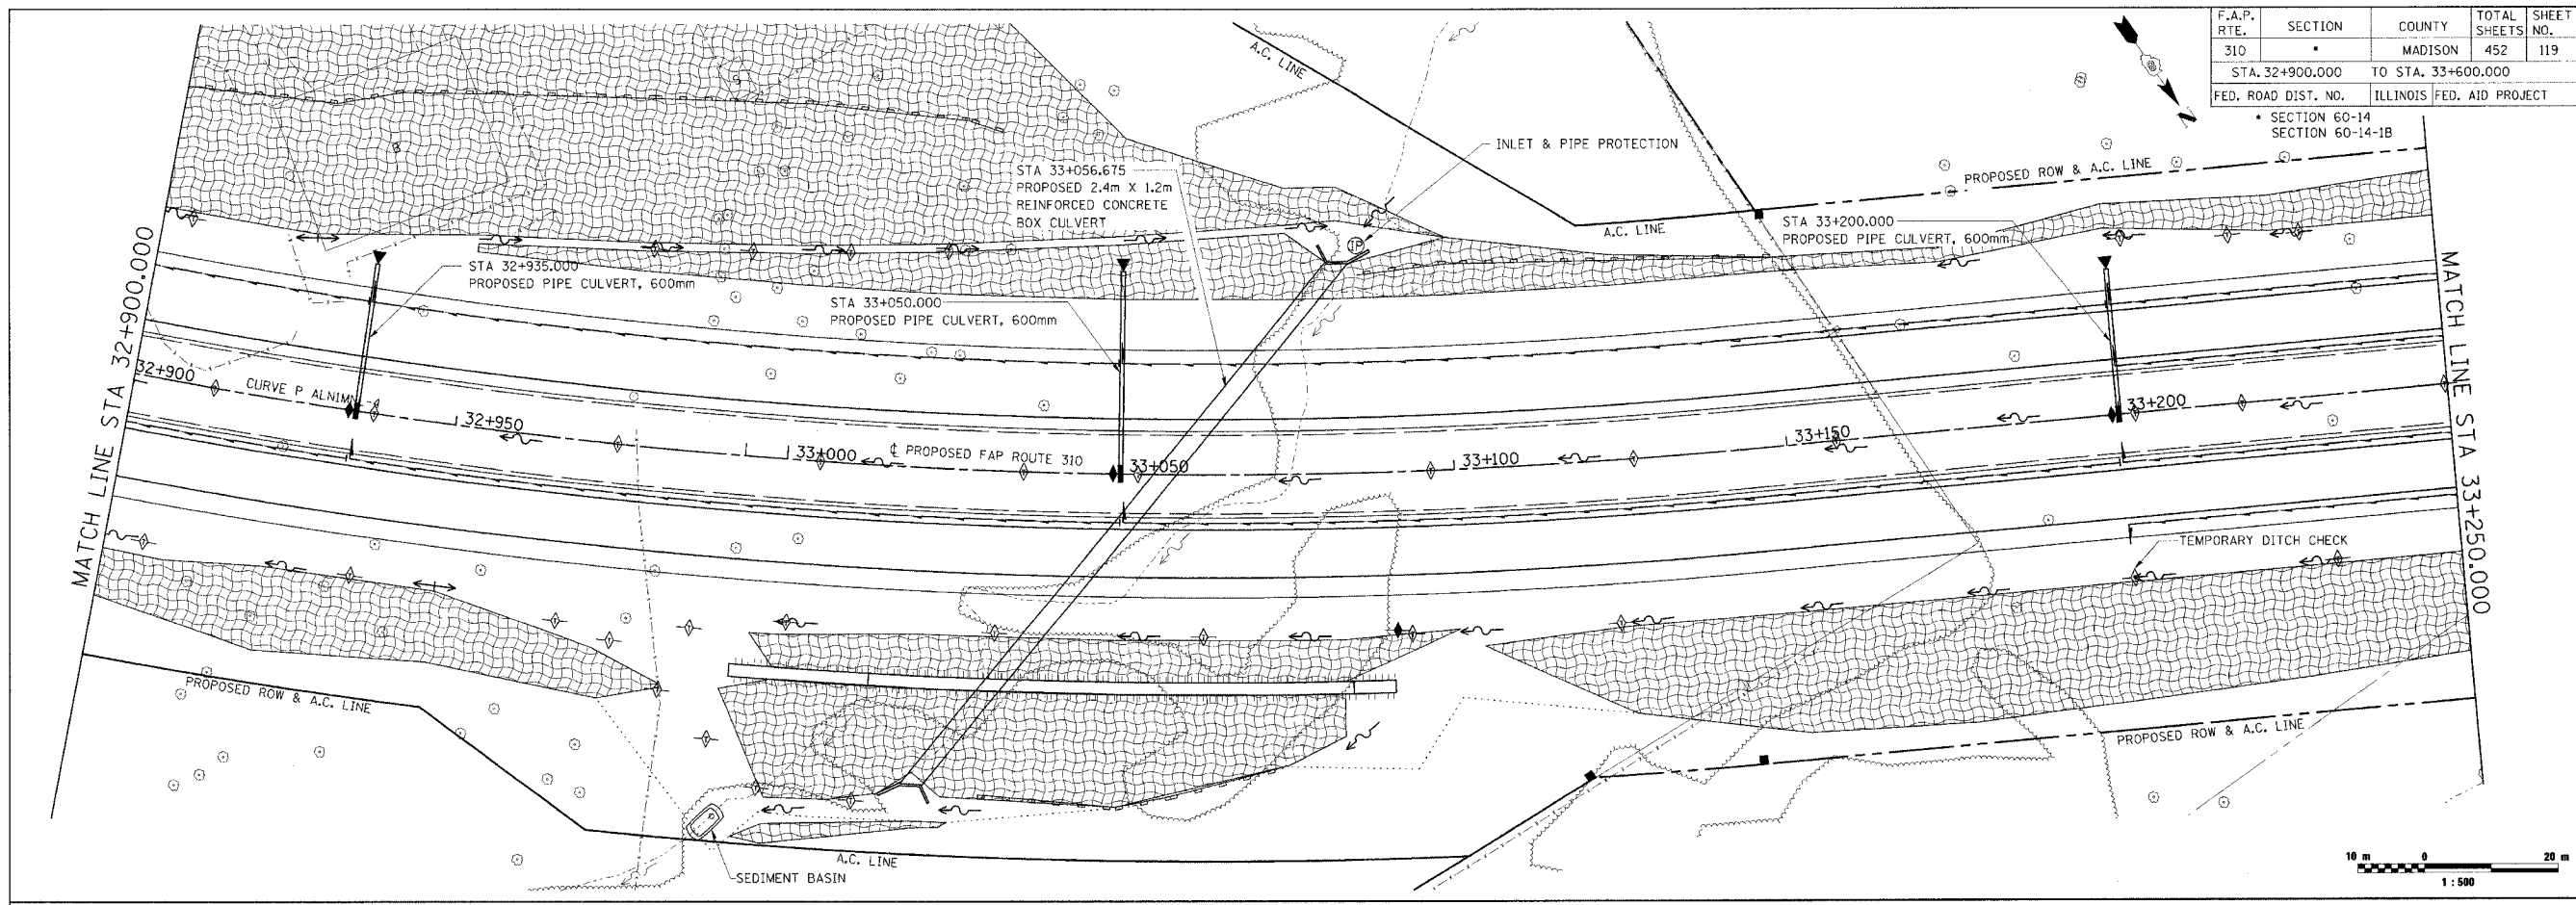 F.A.P. RTE. SECTION COUNTY TOTAL SHEETS SHEET NO.
310 * MADISON 452 119
STA. 32+900.000 TO STA. 33+600.000
FED. ROAD DIST. NO. ILLINOIS FED. AID PROJECT
* SECTION 60-14
SECTION 60-14-1B
N
A.C. LINE
INLET & PIPE PROTECTION
PROPOSED ROW & A.C. LINE
STA 33+056.675
PROPOSED 2.4m X 1.2m
REINFORCED CONCRETE
BOX CULVERT
S
B
IP
A.C. LINE
STA 33+200.000
PROPOSED PIPE CULVERT, 600mm
STA 32+935.000
PROPOSED PIPE CULVERT, 600mm
STA 33+050.000
PROPOSED PIPE CULVERT, 600mm
MATCH LINE STA 32+900.000
MATCH LINE STA 33+250.000
32+900
CURVE P ALNIMN-4
32+950
33+000
℄ PROPOSED FAP ROUTE 310
33+050
33+100
33+150
33+200
TEMPORARY DITCH CHECK
PROPOSED ROW & A.C. LINE
PROPOSED ROW & A.C. LINE
A.C. LINE
SEDIMENT BASIN
10 m 0 20 m
1 : 500